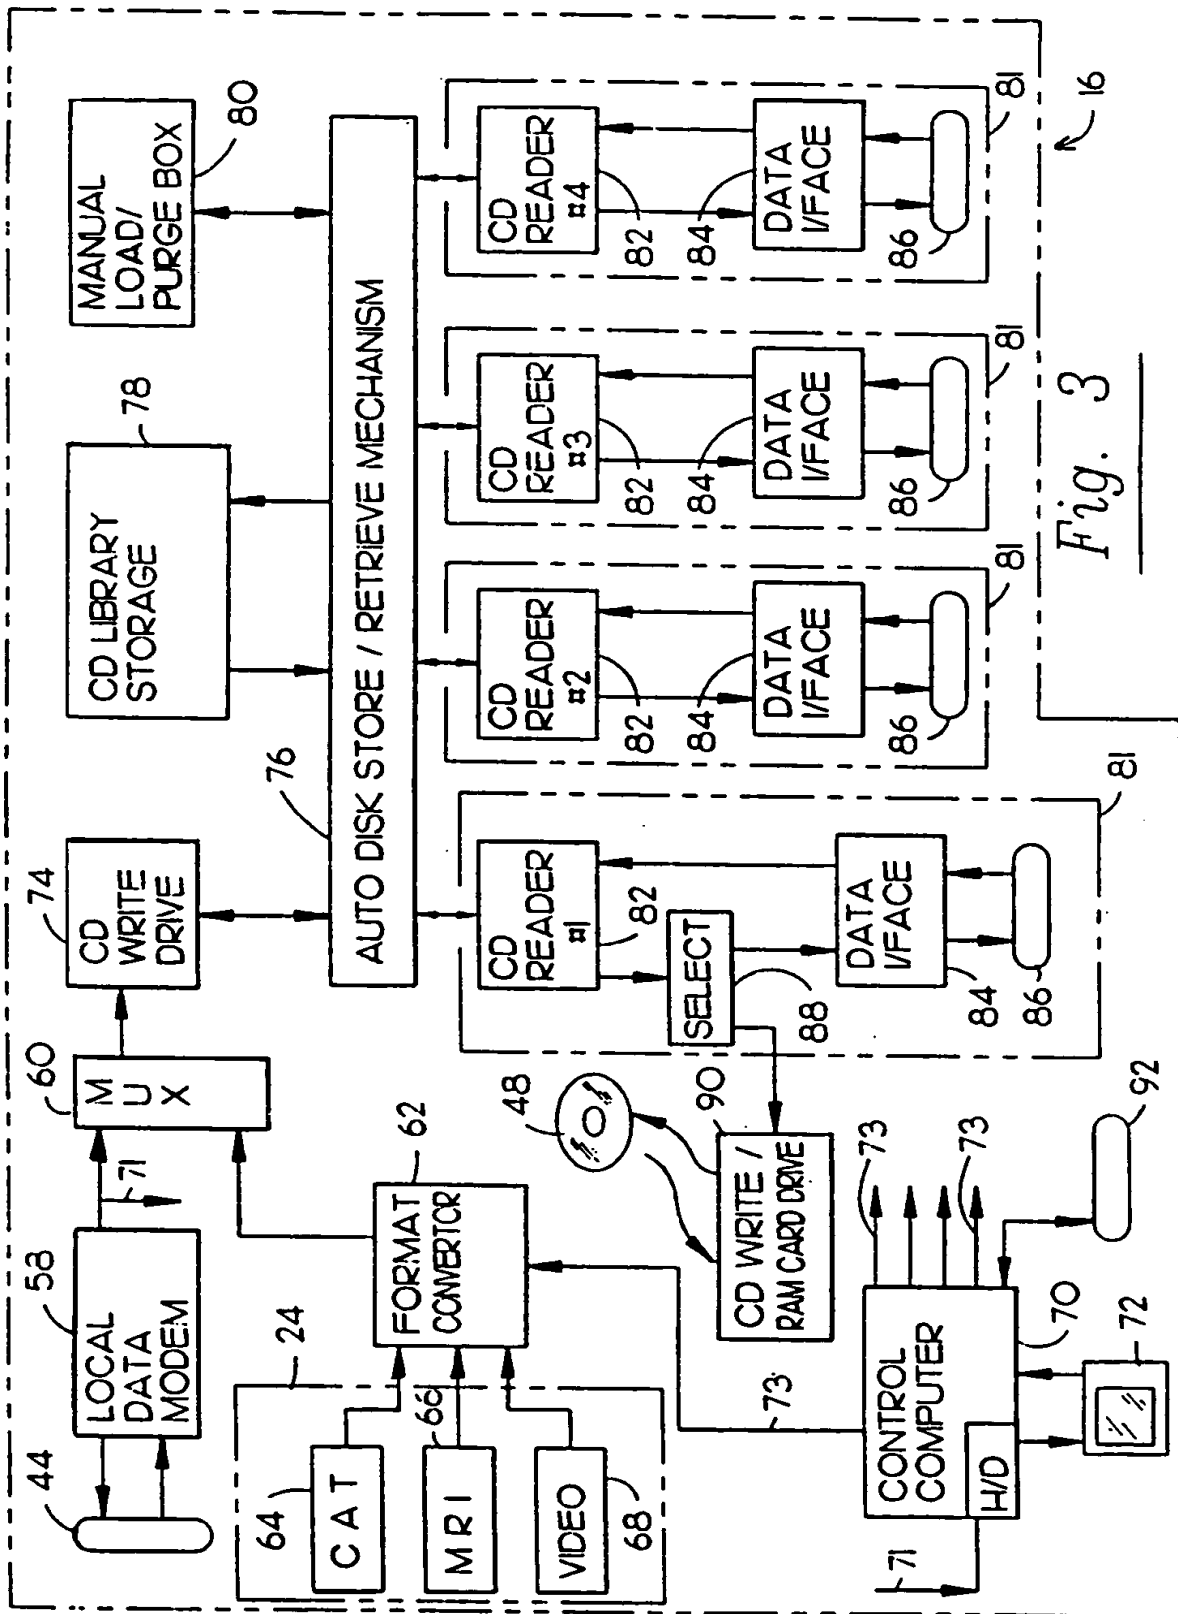 44
LOCAL
DATA
MODEM
58
71
MUX
60
CD
WRITE
DRIVE
74
CD LIBRARY
STORAGE
78
MANUAL
LOAD/
PURGE BOX
80
24
CAT
64
MRI
66
VIDEO
68
FORMAT
CONVERTOR
62
AUTO DISK STORE / RETRIEVE MECHANISM
76
48
CD WRITE /
RAM CARD DRIVE
90
CD
READER
#1
82
SELECT
88
DATA
I/FACE
84
86
81
CD
READER
#2
82
84
DATA
I/FACE
86
81
CD
READER
#3
82
84
DATA
I/FACE
86
81
CD
READER
#4
82
84
DATA
I/FACE
86
81
73
CONTROL
COMPUTER
H/D
71
70
72
73
73
92
16
Fig. 3